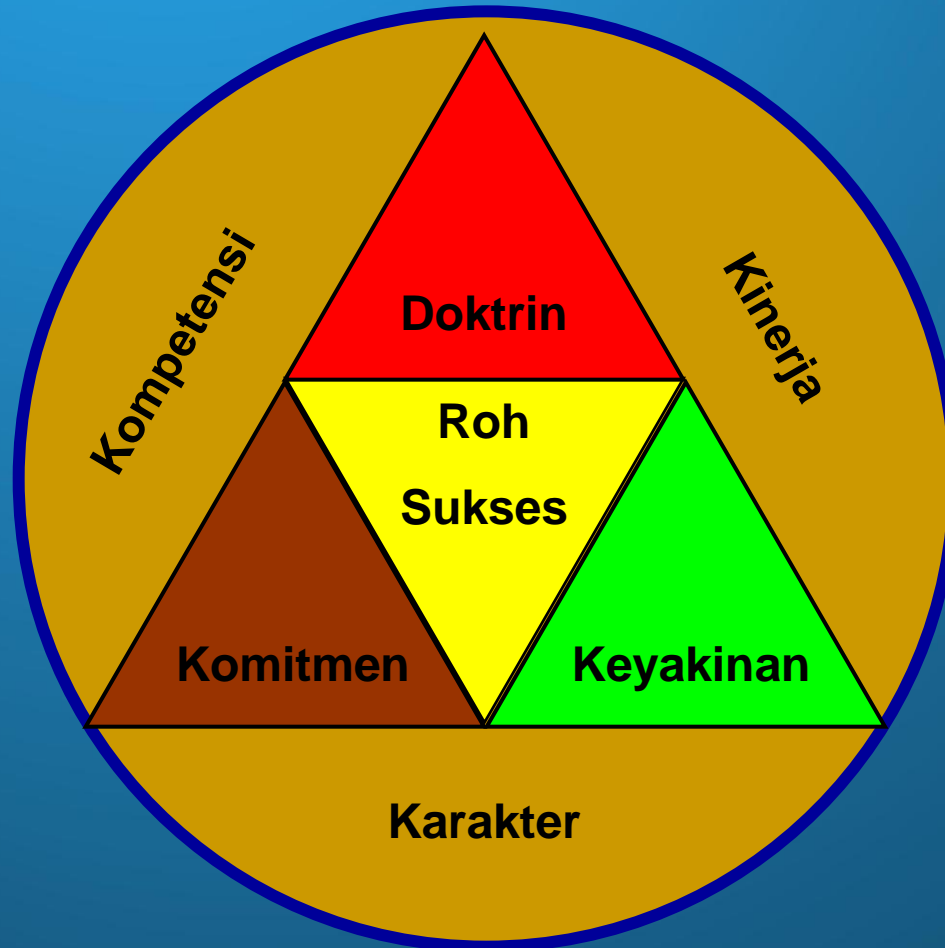 Kompetensi
Kinerja
Doktrin
Roh
Sukses
Komitmen
Keyakinan
Karakter